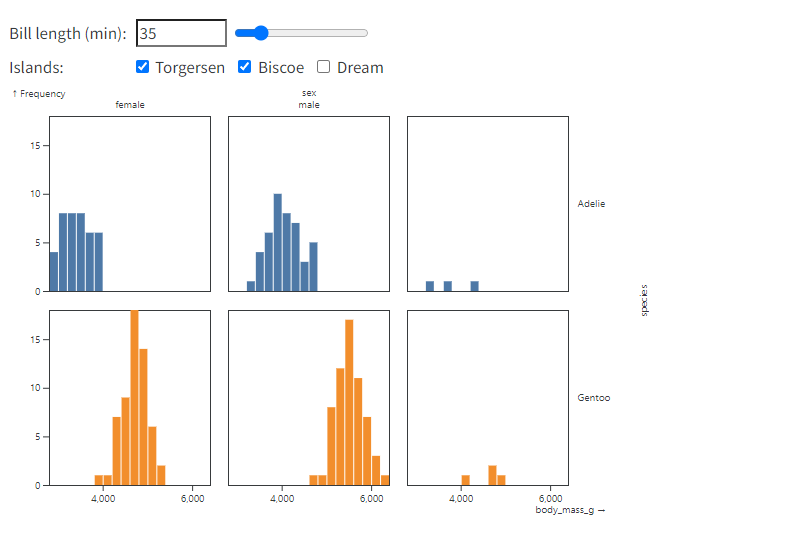 Bill length (min): 35
Islands: Torgersen Biscoe Dream
↑ Frequency
sex
female male
15
10
5
0
Adelie
species
15
10
5
0
Gentoo
4,000 6,000 4,000 6,000 4,000 6,000
body_mass_g →